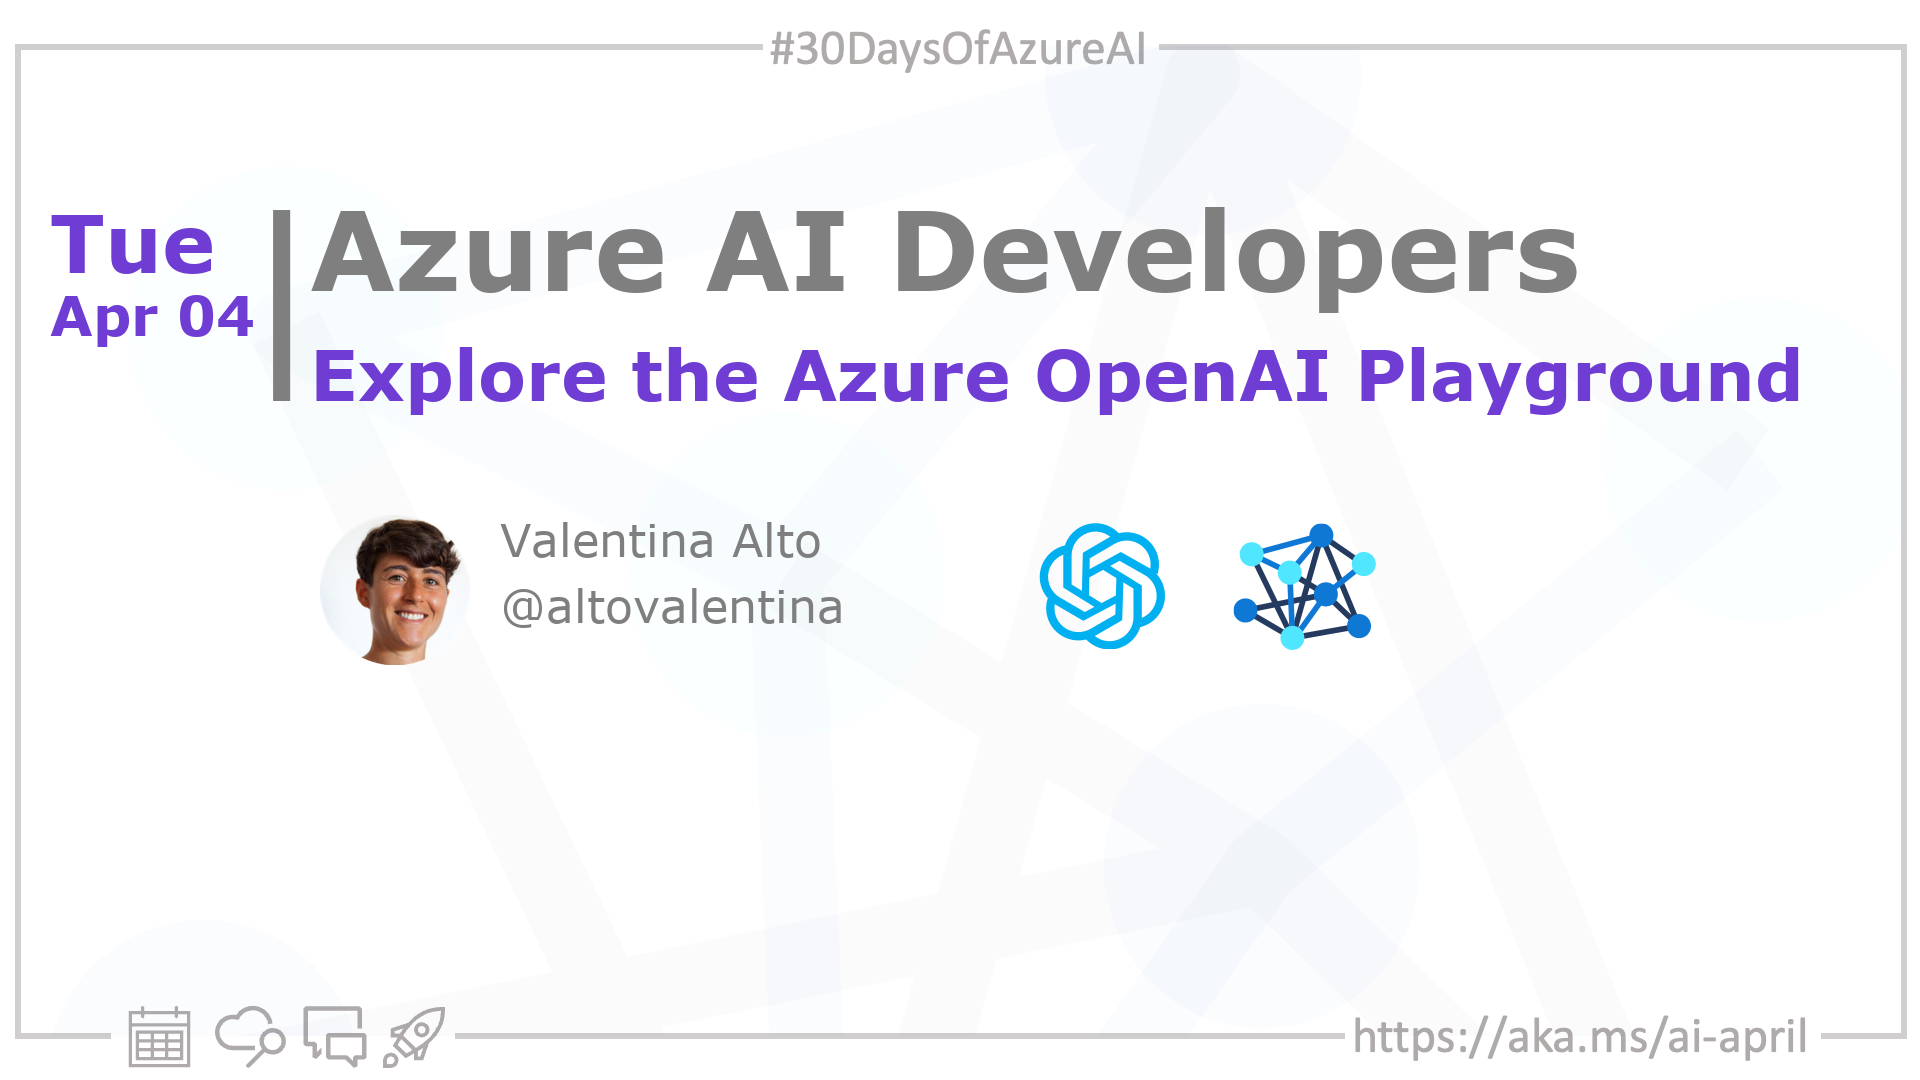 #30DaysOfAzureAI
Tue
Apr 04
Azure AI Developers
Explore the Azure OpenAI Playground
Valentina Alto
@altovalentina
https://aka.ms/ai-april